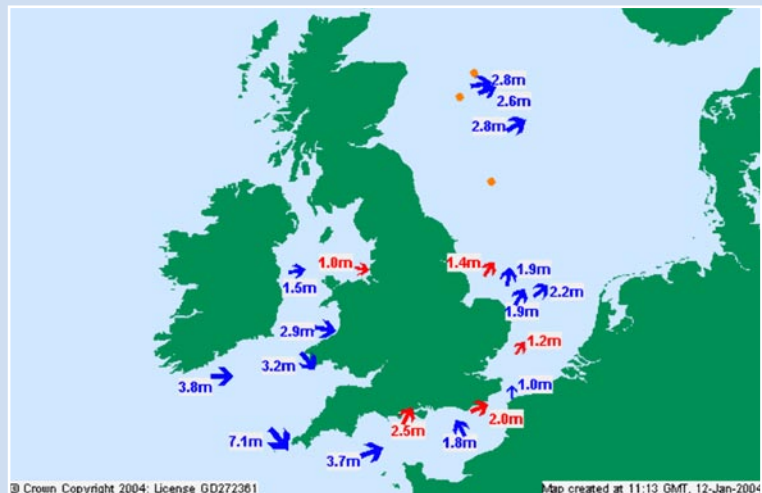 2.8m
2.6m
2.8m
1.0m
1.4m
1.9m
1.5m
2.2m
1.9m
2.9m
1.2m
3.2m
3.8m
1.0m
2.0m
2.5m
7.1m
1.8m
3.7m
© Crown Copyright 2004: License GD272361
Map created at 11:13 GMT, 12-Jan-2004